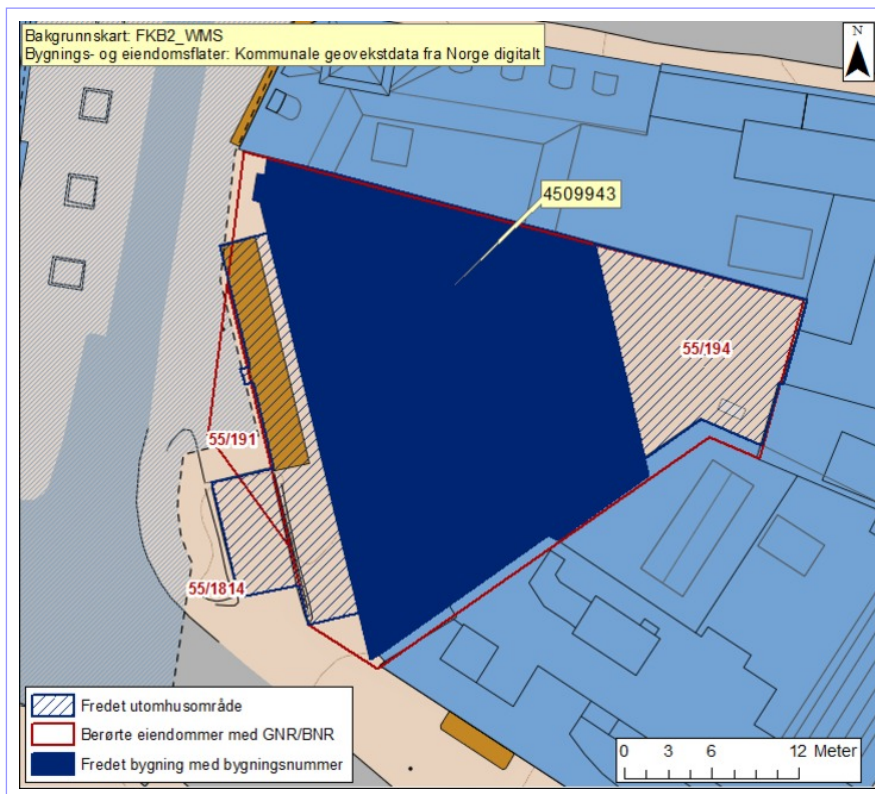 Bakgrunnskart: FKB2_WMS
Bygnings- og eiendomsflater: Kommunale geovekstdata fra Norge digitalt
N
4509943
55/194
55/191
55/1814
Fredet utomhusområde
Berørte eiendommer med GNR/BNR
Fredet bygning med bygningsnummer
0 3 6 12 Meter